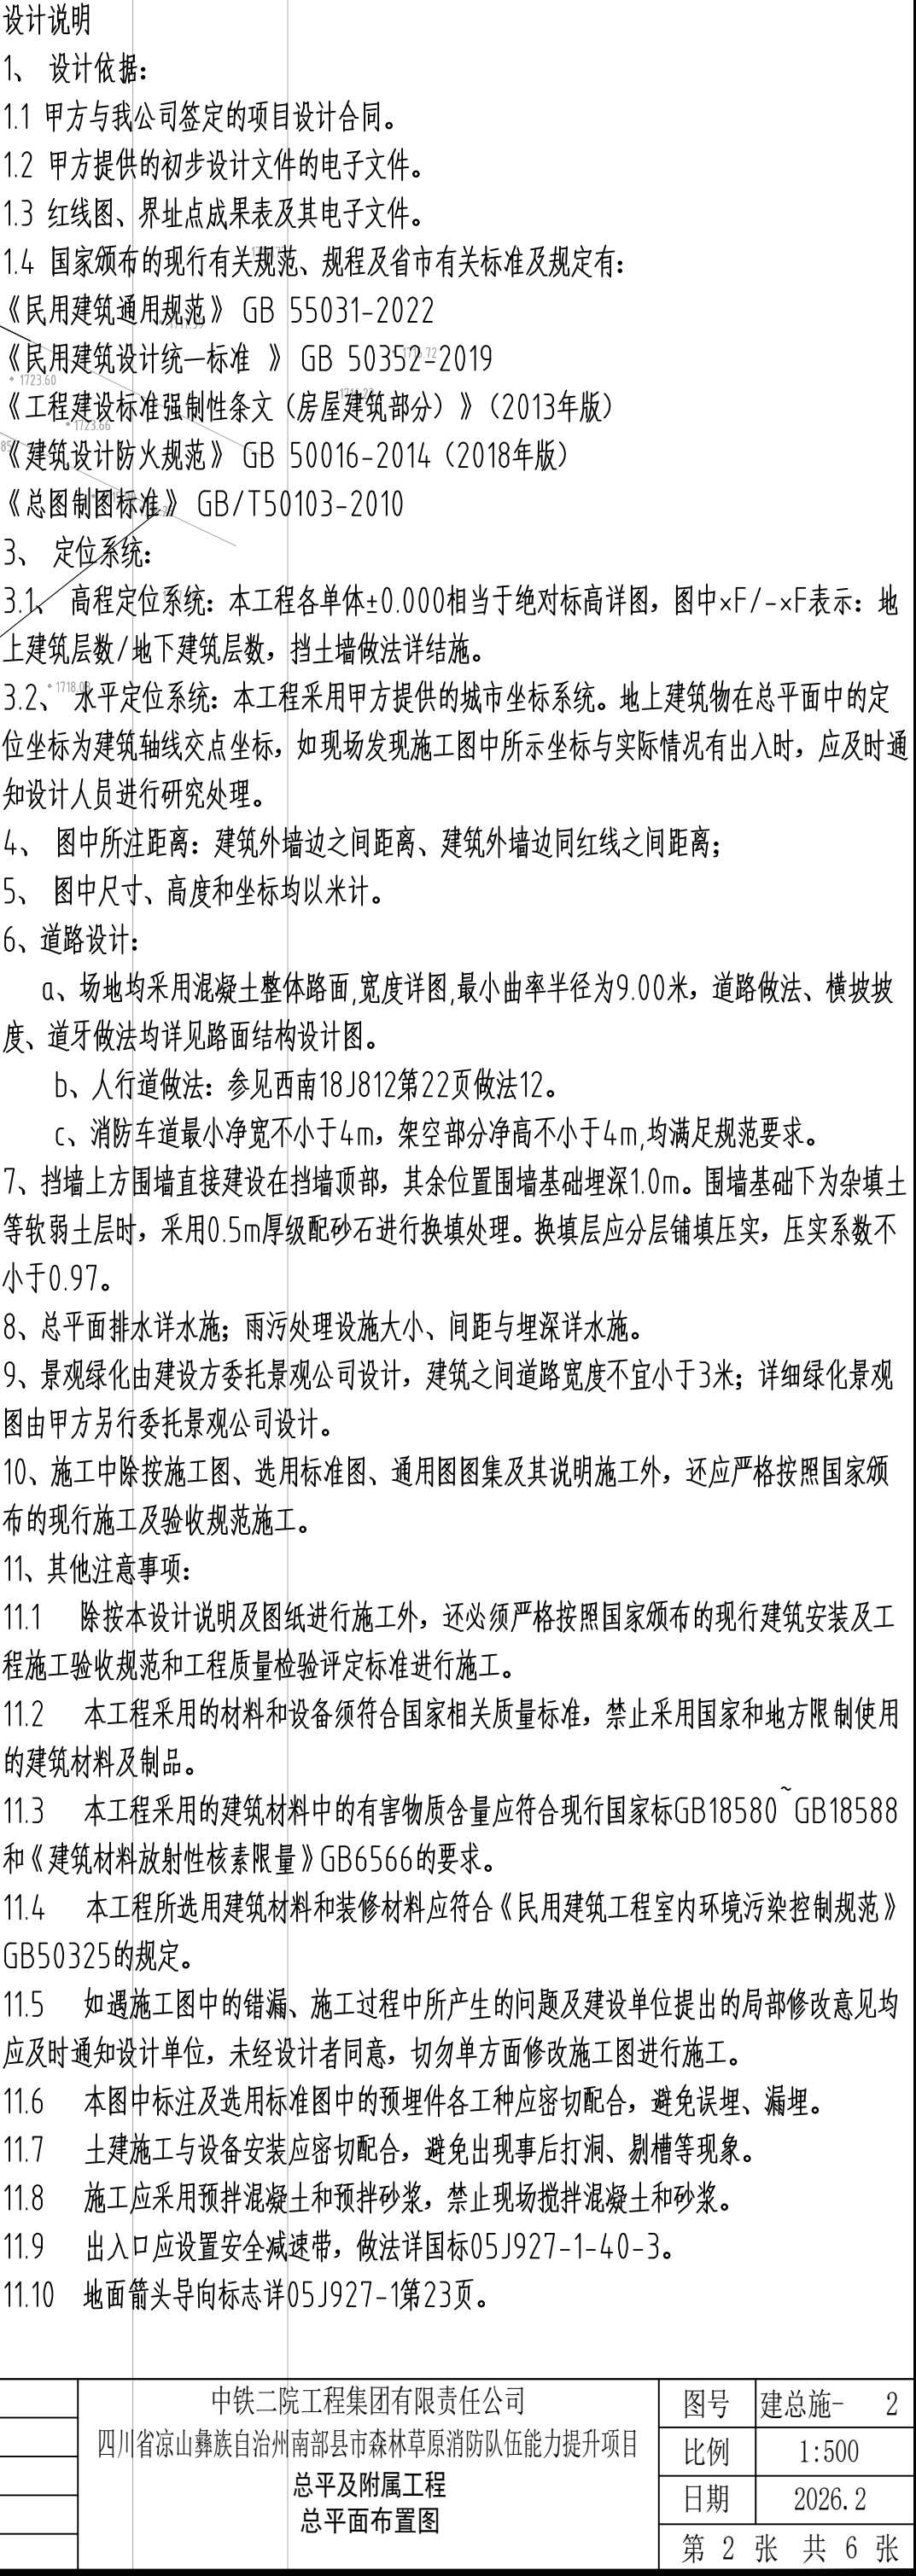 设计说明
1、 设计依据：
1.1 甲方与我公司签定的项目设计合同。
1.2 甲方提供的初步设计文件的电子文件。
1.3 红线图、界址点成果表及其电子文件。
1.4 国家颁布的现行有关规范、规程及省市有关标准及规定有：
《民用建筑通用规范》 GB 55031-2022
《民用建筑设计统一标准 》 GB 50352-2019
1723.60
《工程建设标准强制性条文（房屋建筑部分）》（2013年版）
1723.66
《建筑设计防火规范》 GB 50016-2014（2018年版）
《总图制图标准》 GB/T50103-2010
3、 定位系统：
3.1、 高程定位系统：本工程各单体±0.000相当于绝对标高详图，图中×F/-×F表示：地
上建筑层数/地下建筑层数，挡土墙做法详结施。
3.2、 水平定位系统：本工程采用甲方提供的城市坐标系统。地上建筑物在总平面中的定
位坐标为建筑轴线交点坐标，如现场发现施工图中所示坐标与实际情况有出入时，应及时通
知设计人员进行研究处理。
4、 图中所注距离：建筑外墙边之间距离、建筑外墙边同红线之间距离；
5、 图中尺寸、高度和坐标均以米计。
6、道路设计：
a、场地均采用混凝土整体路面,宽度详图,最小曲率半径为9.00米，道路做法、横坡坡
度、道牙做法均详见路面结构设计图。
b、人行道做法：参见西南18J812第22页做法12。
c、消防车道最小净宽不小于4m，架空部分净高不小于4m,均满足规范要求。
7、挡墙上方围墙直接建设在挡墙顶部，其余位置围墙基础埋深1.0m。围墙基础下为杂填土
等软弱土层时，采用0.5m厚级配砂石进行换填处理。换填层应分层铺填压实，压实系数不
小于0.97。
8、总平面排水详水施；雨污处理设施大小、间距与埋深详水施。
9、景观绿化由建设方委托景观公司设计，建筑之间道路宽度不宜小于3米；详细绿化景观
图由甲方另行委托景观公司设计。
10、施工中除按施工图、选用标准图、通用图图集及其说明施工外，还应严格按照国家颁
布的现行施工及验收规范施工。
11、其他注意事项：
11.1 除按本设计说明及图纸进行施工外，还必须严格按照国家颁布的现行建筑安装及工
程施工验收规范和工程质量检验评定标准进行施工。
11.2 本工程采用的材料和设备须符合国家相关质量标准，禁止采用国家和地方限制使用
的建筑材料及制品。
11.3 本工程采用的建筑材料中的有害物质含量应符合现行国家标GB18580~GB18588
和《建筑材料放射性核素限量》GB6566的要求。
11.4 本工程所选用建筑材料和装修材料应符合《民用建筑工程室内环境污染控制规范》
GB50325的规定。
11.5 如遇施工图中的错漏、施工过程中所产生的问题及建设单位提出的局部修改意见均
应及时通知设计单位，未经设计者同意，切勿单方面修改施工图进行施工。
11.6 本图中标注及选用标准图中的预埋件各工种应密切配合，避免误埋、漏埋。
11.7 土建施工与设备安装应密切配合，避免出现事后打洞、剔槽等现象。
11.8 施工应采用预拌混凝土和预拌砂浆，禁止现场搅拌混凝土和砂浆。
11.9 出入口应设置安全减速带，做法详国标05J927-1-40-3。
11.10 地面箭头导向标志详05J927-1第23页。
中铁二院工程集团有限责任公司
四川省凉山彝族自治州南部县市森林草原消防队伍能力提升项目
总平及附属工程
总平面布置图
图号 建总施- 2
比例 1:500
日期 2026.2
第 2 张 共 6 张